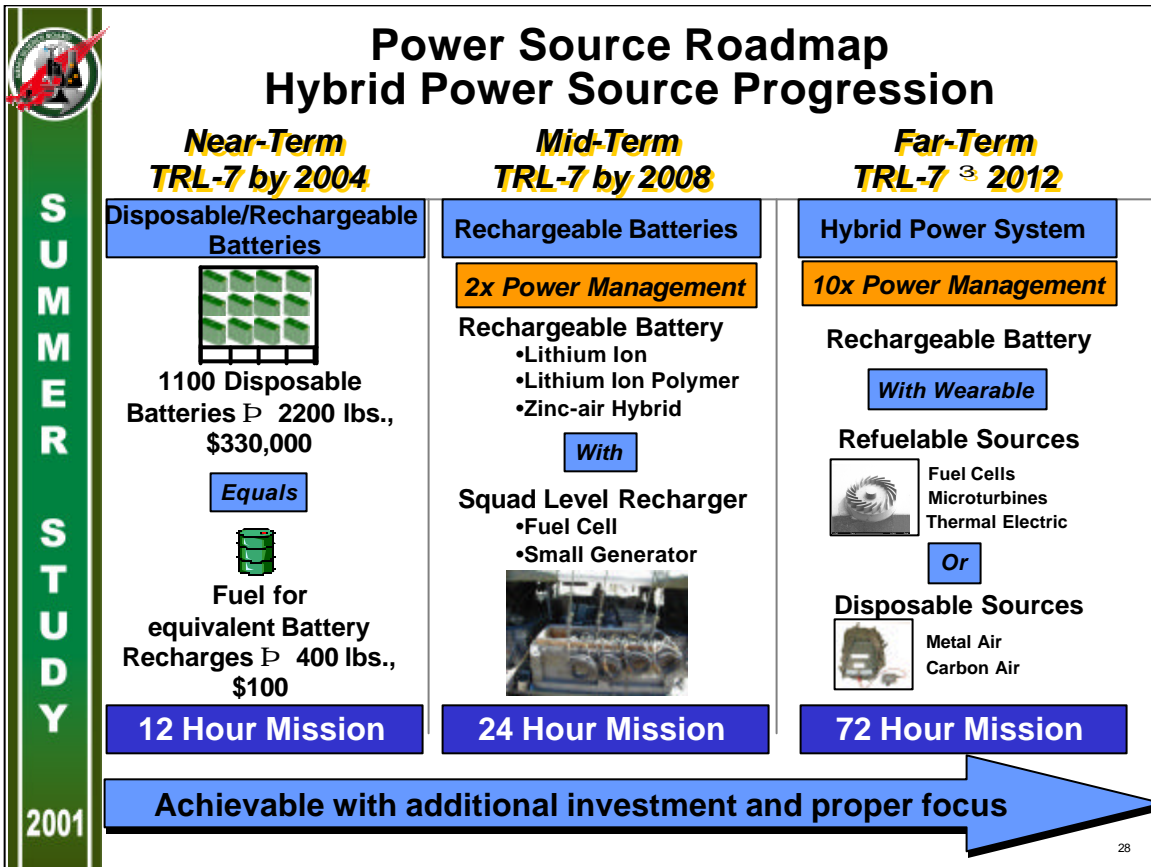 Power Source Roadmap
Hybrid Power Source Progression
Near-Term
TRL-7 by 2004
Mid-Term
TRL-7 by 2008
Far-Term
TRL-7 ³ 2012
Disposable/Rechargeable
Batteries
1100 Disposable
Batteries Þ 2200 lbs.,
$330,000
Equals
Fuel for
equivalent Battery
Recharges Þ 400 lbs.,
$100
12 Hour Mission
Rechargeable Batteries
2x Power Management
Rechargeable Battery
•Lithium Ion
•Lithium Ion Polymer
•Zinc-air Hybrid
With
Squad Level Recharger
•Fuel Cell
•Small Generator
24 Hour Mission
Hybrid Power System
10x Power Management
Rechargeable Battery
With Wearable
Refuelable Sources
Fuel Cells
Microturbines
Thermal Electric
Or
Disposable Sources
Metal Air
Carbon Air
72 Hour Mission
Achievable with additional investment and proper focus
SUMMER STUDY
2001
28